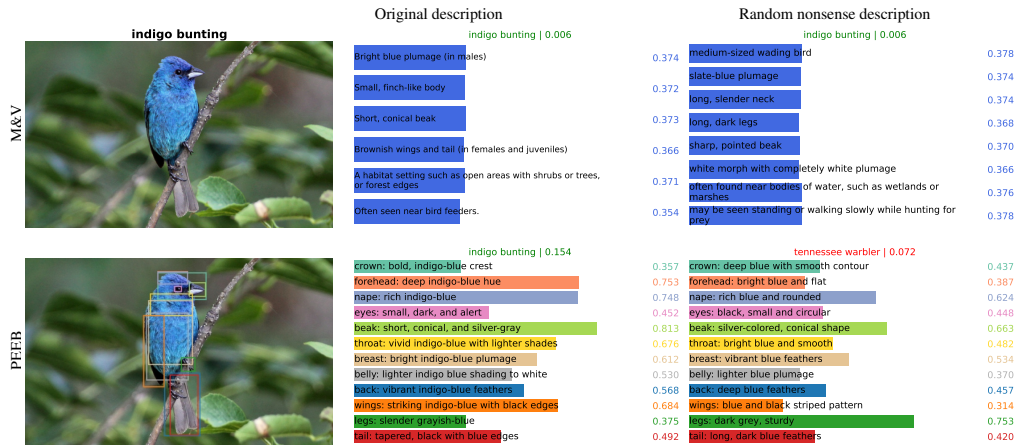 Original description
Random nonsense description
indigo bunting
indigo bunting | 0.006
indigo bunting | 0.006
M&V
Bright blue plumage (in males)
0.374
Small, finch-like body
0.372
Short, conical beak
0.373
Brownish wings and tail (in females and juveniles)
0.366
A habitat setting such as open areas with shrubs or trees,
or forest edges
0.371
Often seen near bird feeders.
0.354
medium-sized wading bird
0.378
slate-blue plumage
0.374
long, slender neck
0.374
long, dark legs
0.368
sharp, pointed beak
0.370
white morph with completely white plumage
0.366
often found near bodies of water, such as wetlands or
marshes
0.376
may be seen standing or walking slowly while hunting for
prey
0.378
PEEB
indigo bunting | 0.154
crown: bold, indigo-blue crest
0.357
forehead: deep indigo-blue hue
0.753
nape: rich indigo-blue
0.748
eyes: small, dark, and alert
0.452
beak: short, conical, and silver-gray
0.813
throat: vivid indigo-blue with lighter shades
0.676
breast: bright indigo-blue plumage
0.612
belly: lighter indigo blue shading to white
0.530
back: vibrant indigo-blue feathers
0.568
wings: striking indigo-blue with black edges
0.684
legs: slender grayish-blue
0.375
tail: tapered, black with blue edges
0.492
tennessee warbler | 0.072
crown: deep blue with smooth contour
0.437
forehead: bright blue and flat
0.387
nape: rich blue and rounded
0.624
eyes: black, small and circular
0.448
beak: silver-colored, conical shape
0.663
throat: bright blue and smooth
0.482
breast: vibrant blue feathers
0.534
belly: lighter blue plumage
0.370
back: deep blue feathers
0.457
wings: blue and black striped pattern
0.314
legs: dark grey, sturdy
0.753
tail: long, dark blue feathers
0.420